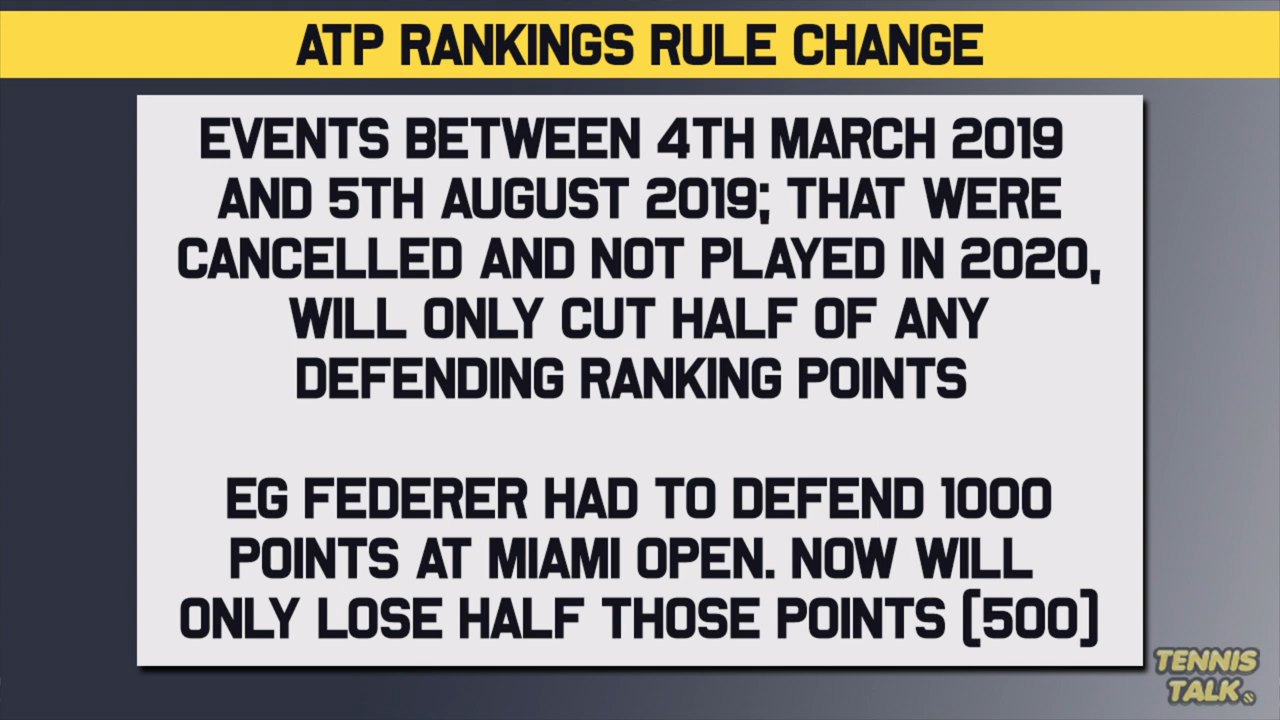 ATP RANKINGS RULE CHANGE
EVENTS BETWEEN 4TH MARCH 2019
AND 5TH AUGUST 2019; THAT WERE
CANCELLED AND NOT PLAYED IN 2020,
WILL ONLY CUT HALF OF ANY
DEFENDING RANKING POINTS
EG FEDERER HAD TO DEFEND 1000
POINTS AT MIAMI OPEN. NOW WILL
ONLY LOSE HALF THOSE POINTS (500)
TENNIS
TALK